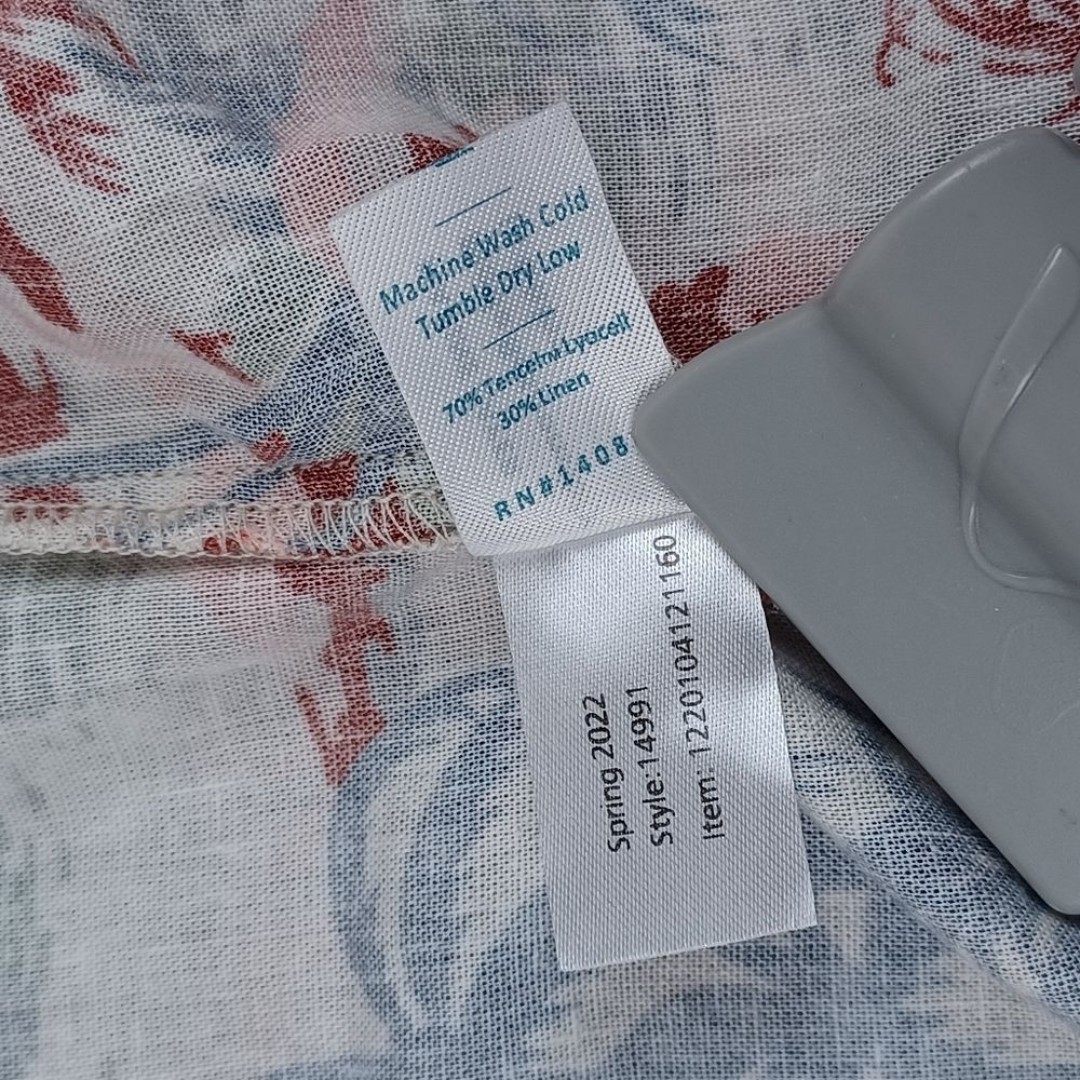 Machine Wash Cold
Tumble Dry Low
70% Tencel™ Lyocell
30% Linen
RN#1408
Spring 2022
Style:14991
Item: 1220104121160